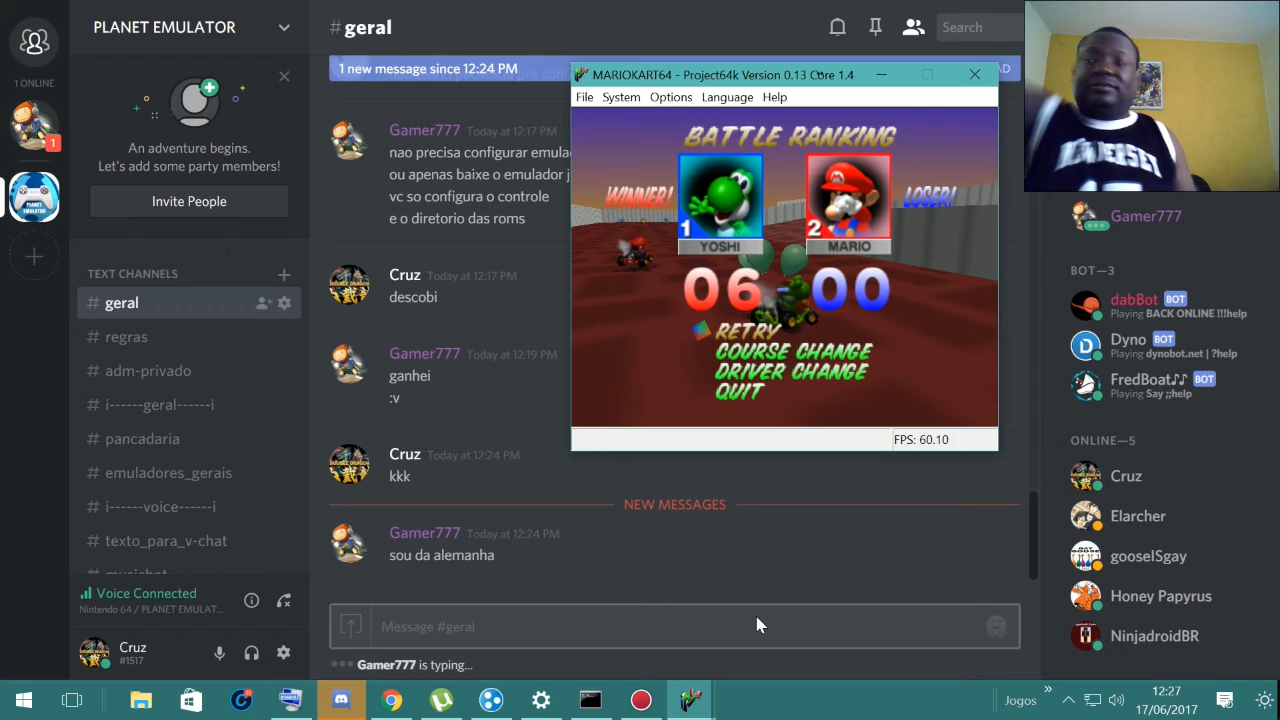 PLANET EMULATOR
#geral
Search
1 new message since 12:24 PM
MARIOKART64 - Project64k Version 0.13 Core 1.4
File System Options Language Help
1 ONLINE
1
An adventure begins.
Let's add some party members!
Invite People
TEXT CHANNELS
# geral
# regras
# adm-privado
# i------geral------i
# pancadaria
# emuladores_gerais
# i------voice------i
# texto_para_v-chat
Voice Connected
Nintendo 64 / PLANET EMULAT...
Cruz
#1517
Gamer777 Today at 12:17 PM
nao precisa configurar emula
ou apenas baixe o emulador j
vc so configura o controle
e o diretorio das roms
Cruz Today at 12:17 PM
descobi
Gamer777 Today at 12:19 PM
ganhei
:v
Cruz Today at 12:24 PM
kkk
NEW MESSAGES
Gamer777 Today at 12:24 PM
sou da alemanha
Message #geral
Gamer777 is typing...
BATTLE RANKING
WINNER!
LOSER!
1
2
YOSHI
MARIO
06-00
RETRY
COURSE CHANGE
DRIVER CHANGE
QUIT
FPS: 60.10
Gamer777
BOT—3
dabBot BOT
Playing BACK ONLINE !!!help
Dyno BOT
Playing dynobot.net | ?help
FredBoat♪♪ BOT
Playing Say ;;help
ONLINE—5
Cruz
Elarcher
gooseISgay
Honey Papyrus
NinjadroidBR
Jogos
12:27
17/06/2017